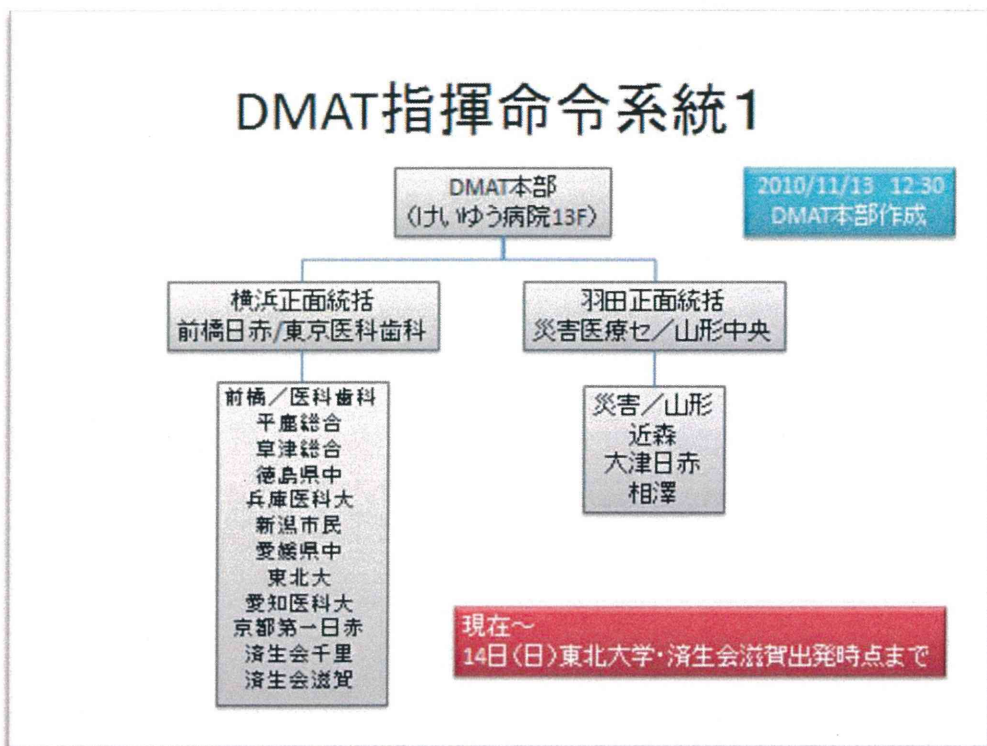 DMAT指揮命令系統1
DMAT本部
(けいゆう病院13F)
2010/11/13 12:30
DMAT本部作成
横浜正面統括
前橋日赤/東京医科歯科
羽田正面統括
災害医療セ/山形中央
前橋/医科歯科
平鹿総合
草津総合
徳島県中
兵庫医科大
新潟市民
愛媛県中
東北大
愛知医科大
京都第一日赤
済生会千里
済生会滋賀
災害/山形
近森
大津日赤
相澤
現在～
14日(日)東北大学・済生会滋賀出発時点まで